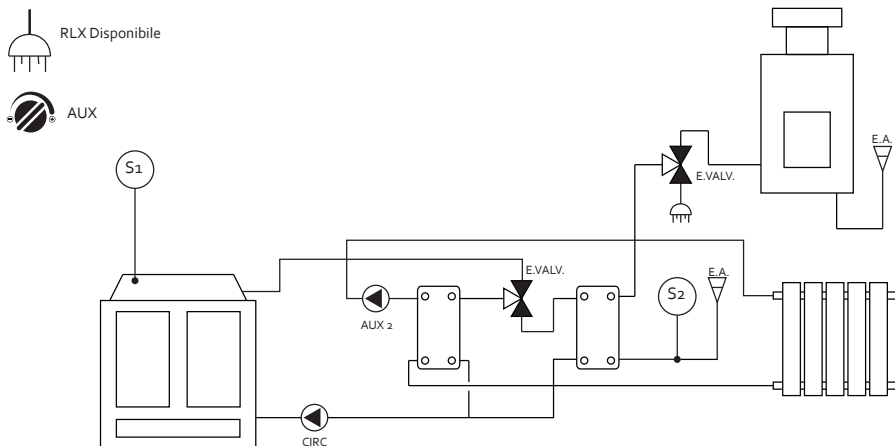 RLX Disponibile
AUX
S1
E.A.
E.VALV.
E.VALV.
E.A.
S2
AUX 2
CIRC